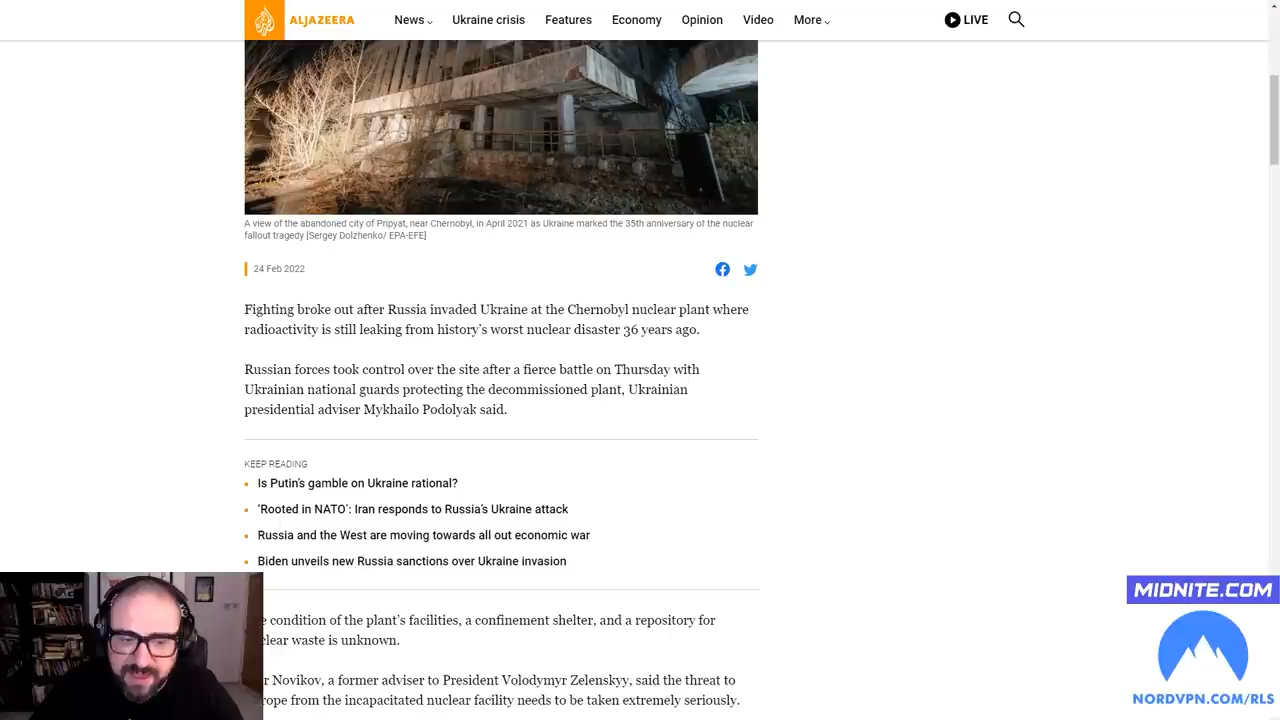 ALJAZEERA
News
Ukraine crisis
Features
Economy
Opinion
Video
More
LIVE
A view of the abandoned city of Pripyat, near Chernobyl, in April 2021 as Ukraine marked the 35th anniversary of the nuclear
fallout tragedy [Sergey Dolzhenko/ EPA-EFE]
24 Feb 2022
Fighting broke out after Russia invaded Ukraine at the Chernobyl nuclear plant where
radioactivity is still leaking from history's worst nuclear disaster 36 years ago.
Russian forces took control over the site after a fierce battle on Thursday with
Ukrainian national guards protecting the decommissioned plant, Ukrainian
presidential adviser Mykhailo Podolyak said.
KEEP READING
Is Putin's gamble on Ukraine rational?
'Rooted in NATO': Iran responds to Russia's Ukraine attack
Russia and the West are moving towards all out economic war
Biden unveils new Russia sanctions over Ukraine invasion
condition of the plant's facilities, a confinement shelter, and a repository for
waste is unknown.
Novikov, a former adviser to President Volodymyr Zelenskyy, said the threat to
from the incapacitated nuclear facility needs to be taken extremely seriously.
MIDNITE.COM
NORDVPN.COM/RLS